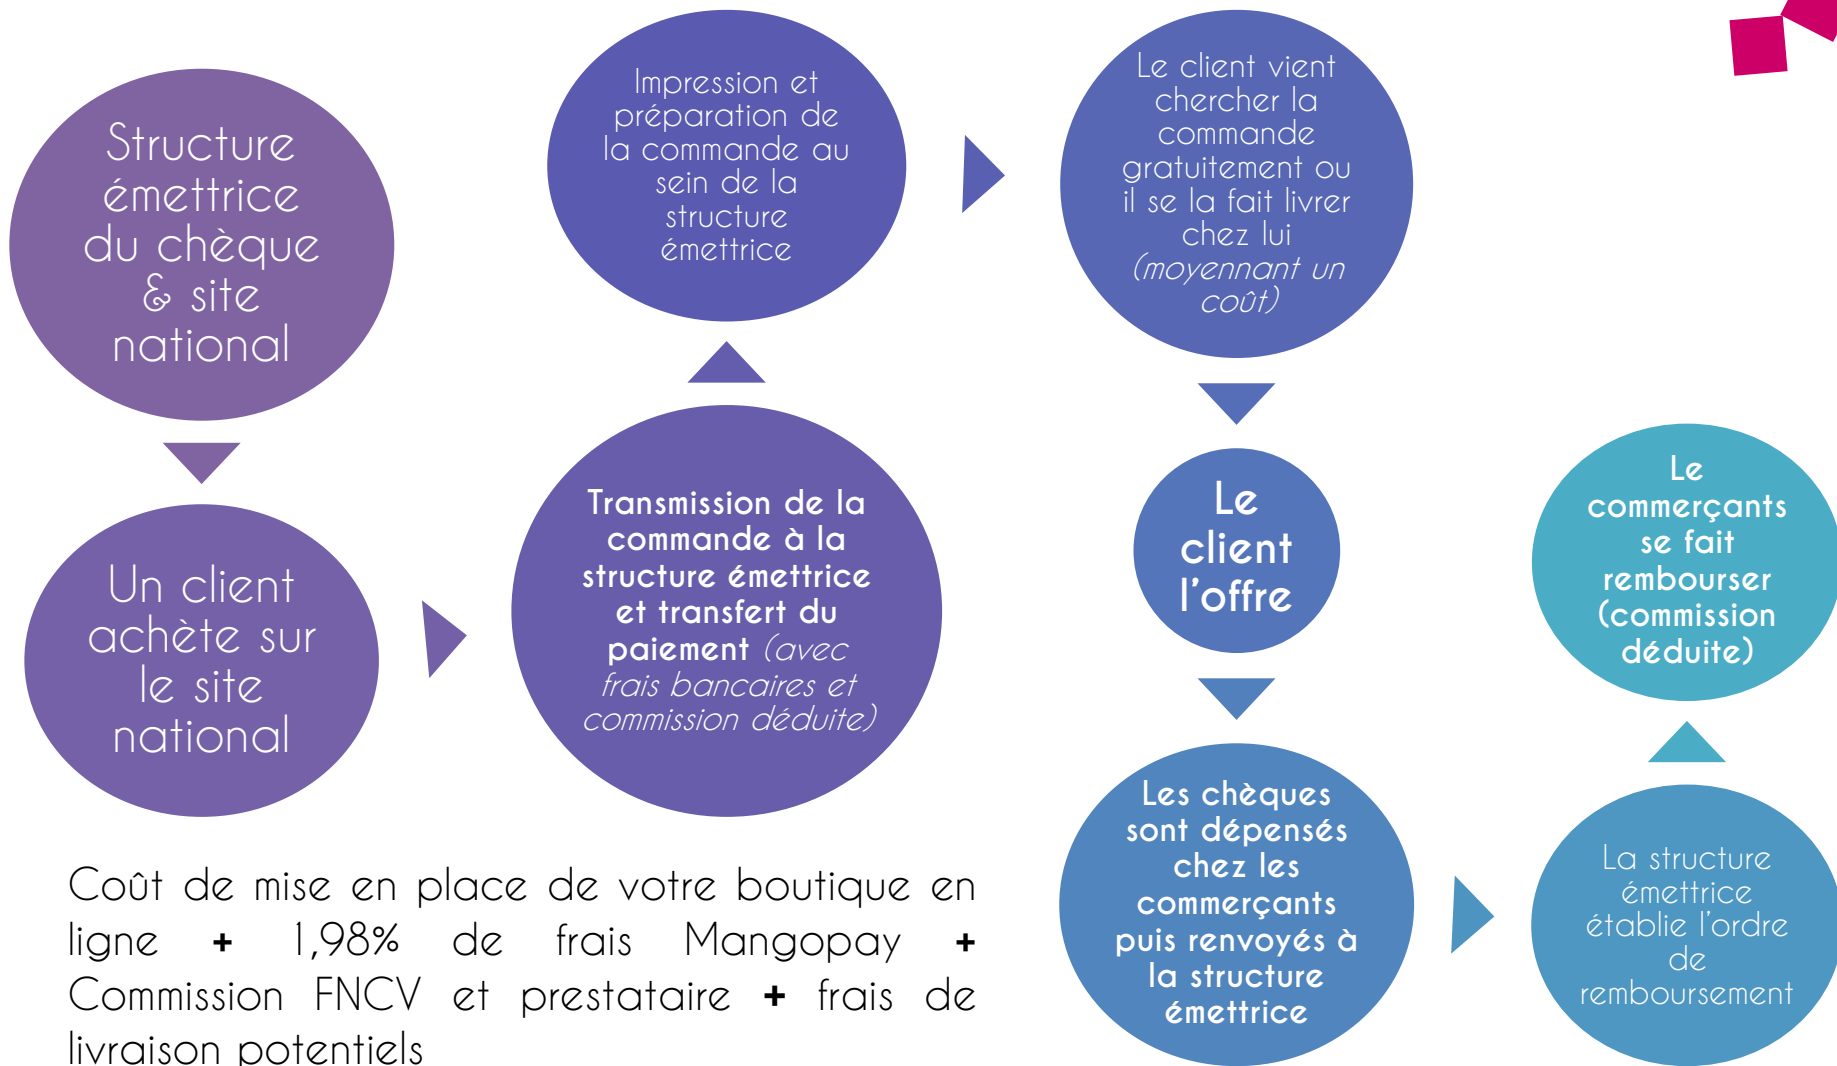 Structure
émettrice
du chèque
& site
national
Un client
achète sur
le site
national
Transmission de la
commande à la
structure émettrice
et transfert du
paiement (avec
frais bancaires et
commission déduite)
Impression et
préparation de
la commande au
sein de la
structure
émettrice
Le client vient
chercher la
commande
gratuitement ou
il se la fait livrer
chez lui
(moyennant un
coût)
Le
client
l'offre
Les chèques
sont dépensés
chez les
commerçants
puis renvoyés à
la structure
émettrice
La structure
émettrice
établie l'ordre
de
remboursement
Le
commerçants
se fait
rembourser
(commission
déduite)
Coût de mise en place de votre boutique en
ligne + 1,98% de frais Mangopay +
Commission FNCV et prestataire + frais de
livraison potentiels